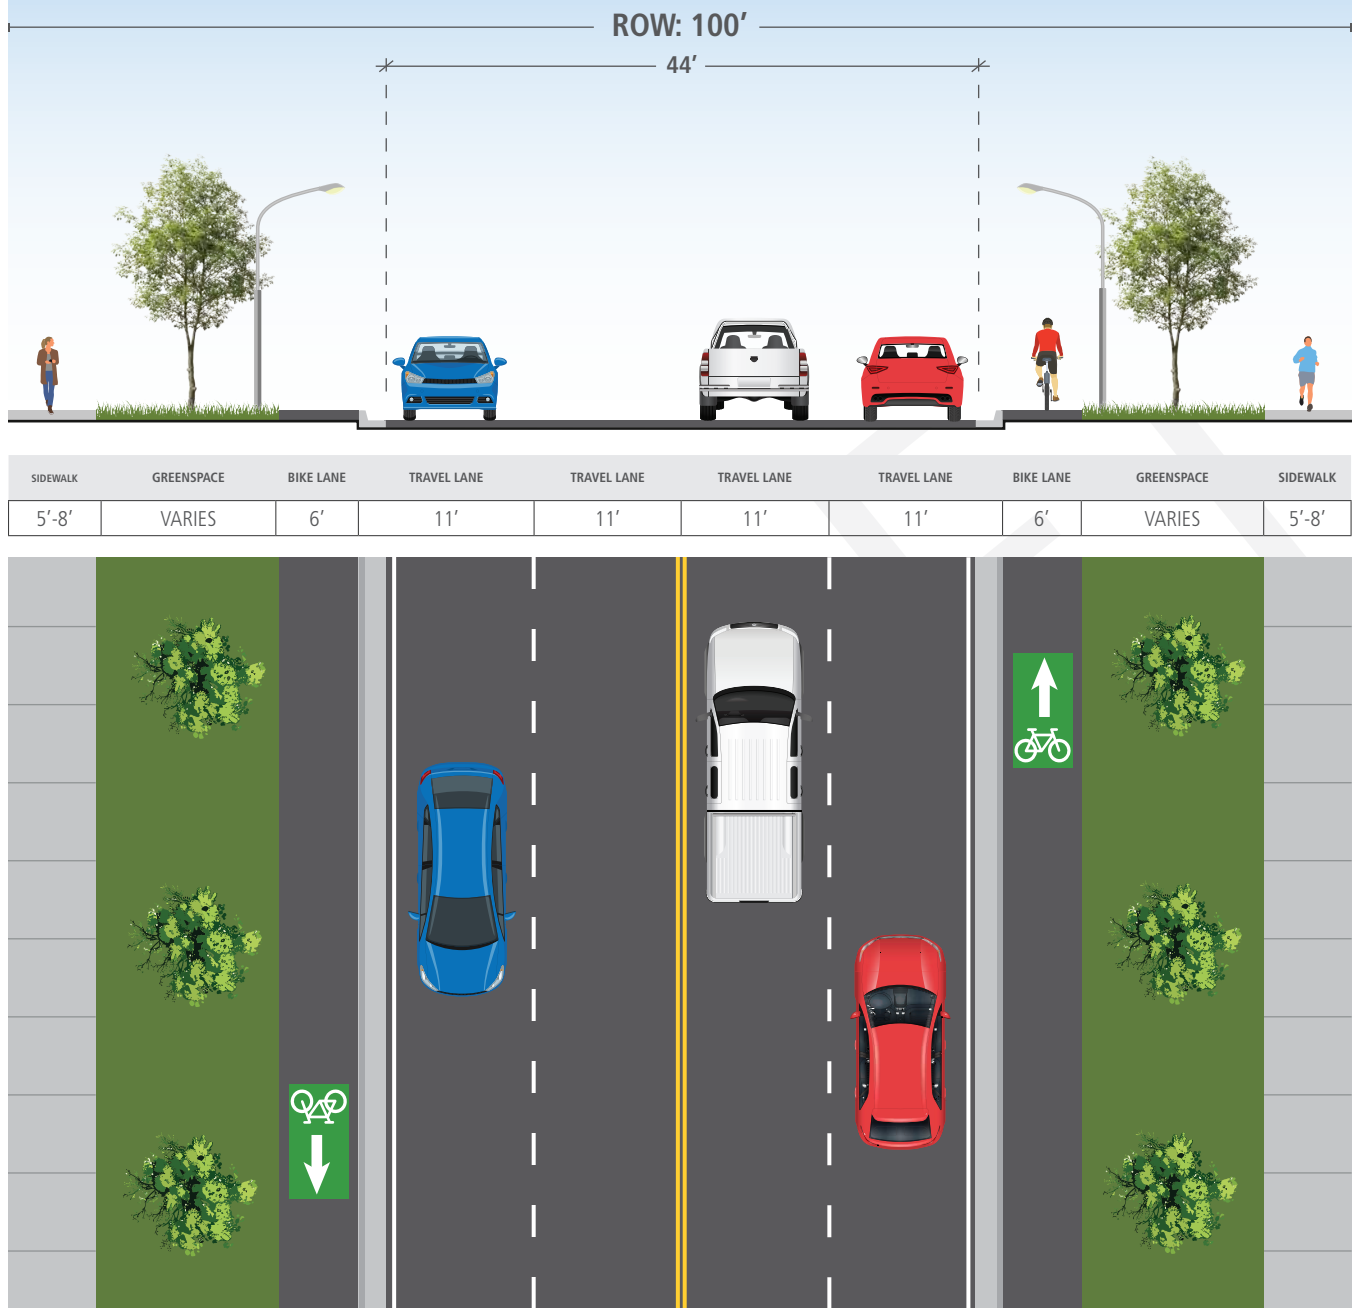 ROW: 100’
44’
SIDEWALK GREENSPACE BIKE LANE TRAVEL LANE TRAVEL LANE TRAVEL LANE TRAVEL LANE BIKE LANE GREENSPACE SIDEWALK
5’-8’ VARIES 6’ 11’ 11’ 11’ 11’ 6’ VARIES 5’-8’